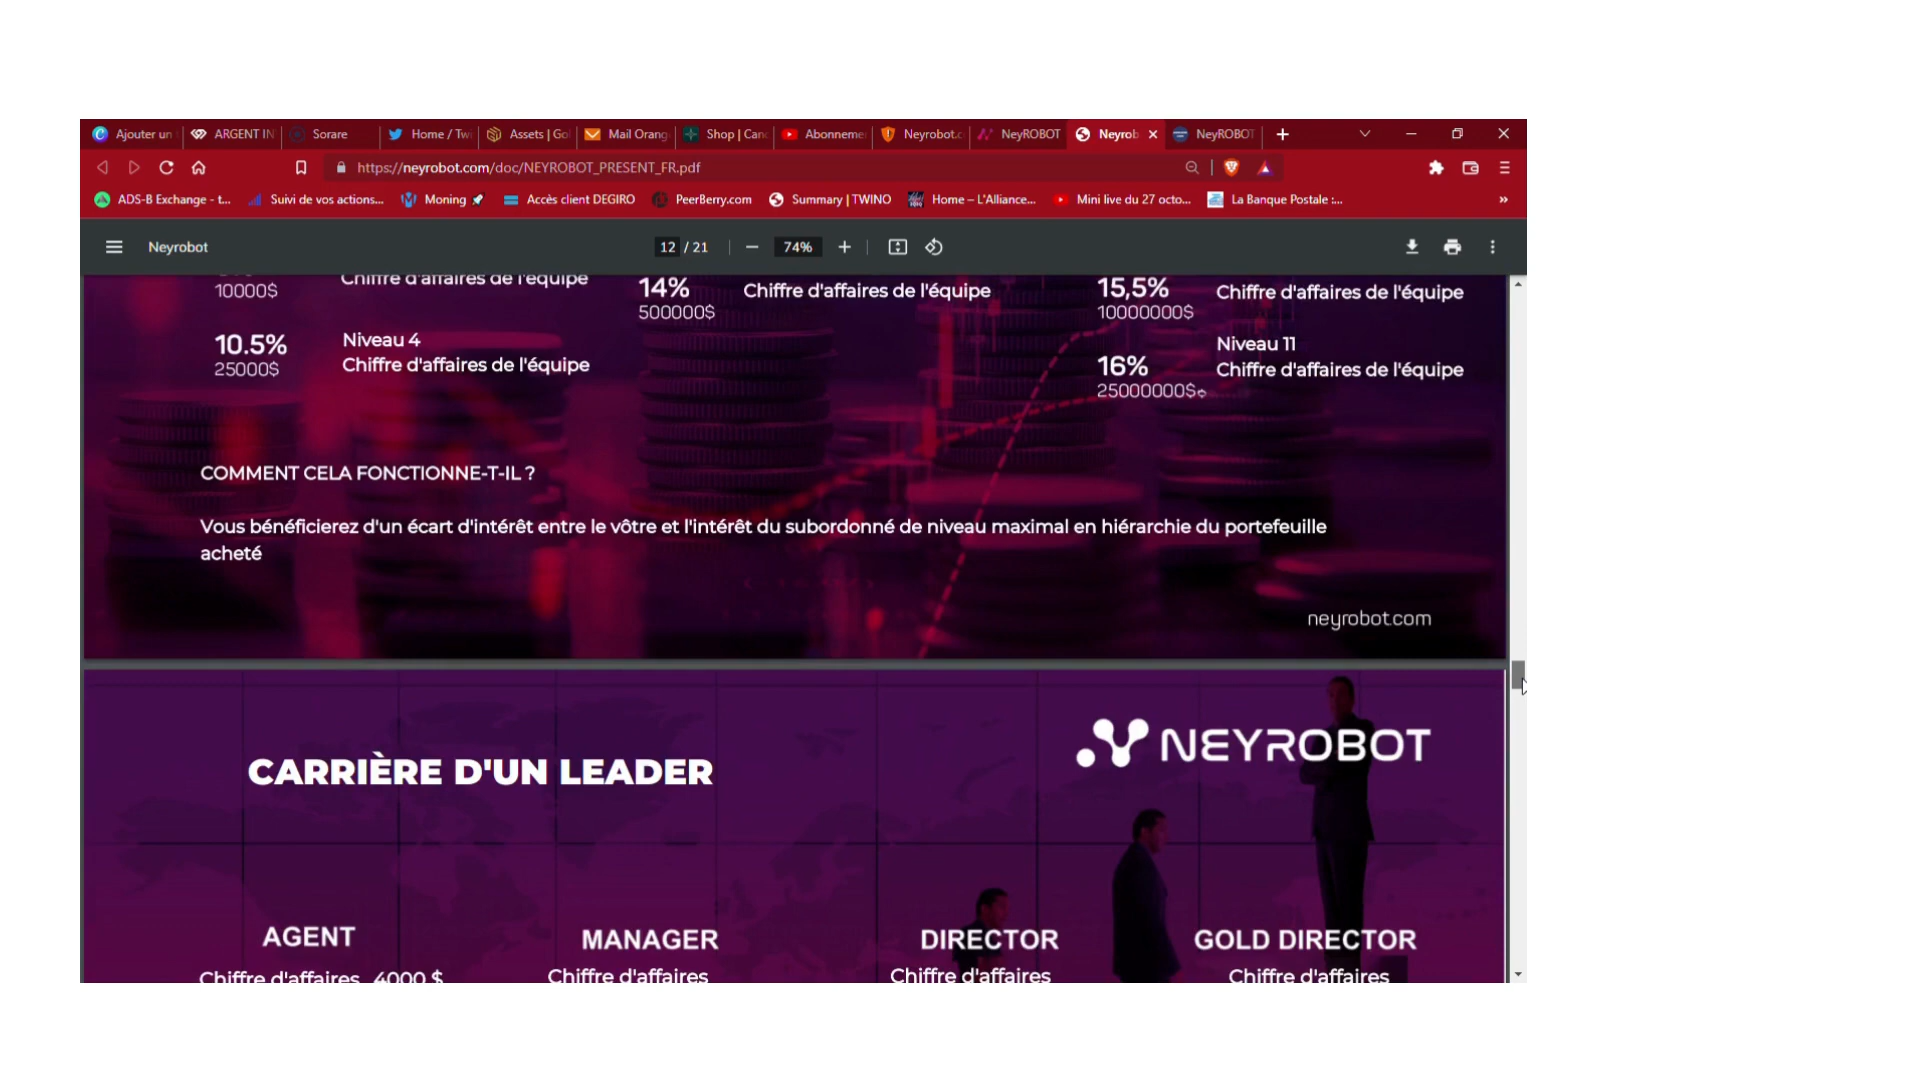 Ajouter un
ARGENT IN
Sorare
Home / Tw
Assets | Go
Mail Orang
Shop | Can
Abonneme
Neyrobot.c
NeyROBOT
Neyrob
NeyROBOT
https://neyrobot.com/doc/NEYROBOT_PRESENT_FR.pdf
ADS-B Exchange - t...
Suivi de vos actions...
Moning
Accès client DEGIRO
PeerBerry.com
Summary | TWINO
Home – L'Alliance...
Mini live du 27 octo...
La Banque Postale :...
Neyrobot
12 / 21
74%
10000$
Chiffre d'affaires de l'équipe
14%
500000$
Chiffre d'affaires de l'équipe
15,5%
10000000$
Chiffre d'affaires de l'équipe
10.5%
25000$
Niveau 4
Chiffre d'affaires de l'équipe
16%
25000000$
Niveau 11
Chiffre d'affaires de l'équipe
COMMENT CELA FONCTIONNE-T-IL ?
Vous bénéficierez d'un écart d'intérêt entre le vôtre et l'intérêt du subordonné de niveau maximal en hiérarchie du portefeuille
acheté
neyrobot.com
CARRIÈRE D'UN LEADER
NEYROBOT
AGENT
Chiffre d'affaires 4000 $
MANAGER
Chiffre d'affaires
DIRECTOR
Chiffre d'affaires
GOLD DIRECTOR
Chiffre d'affaires